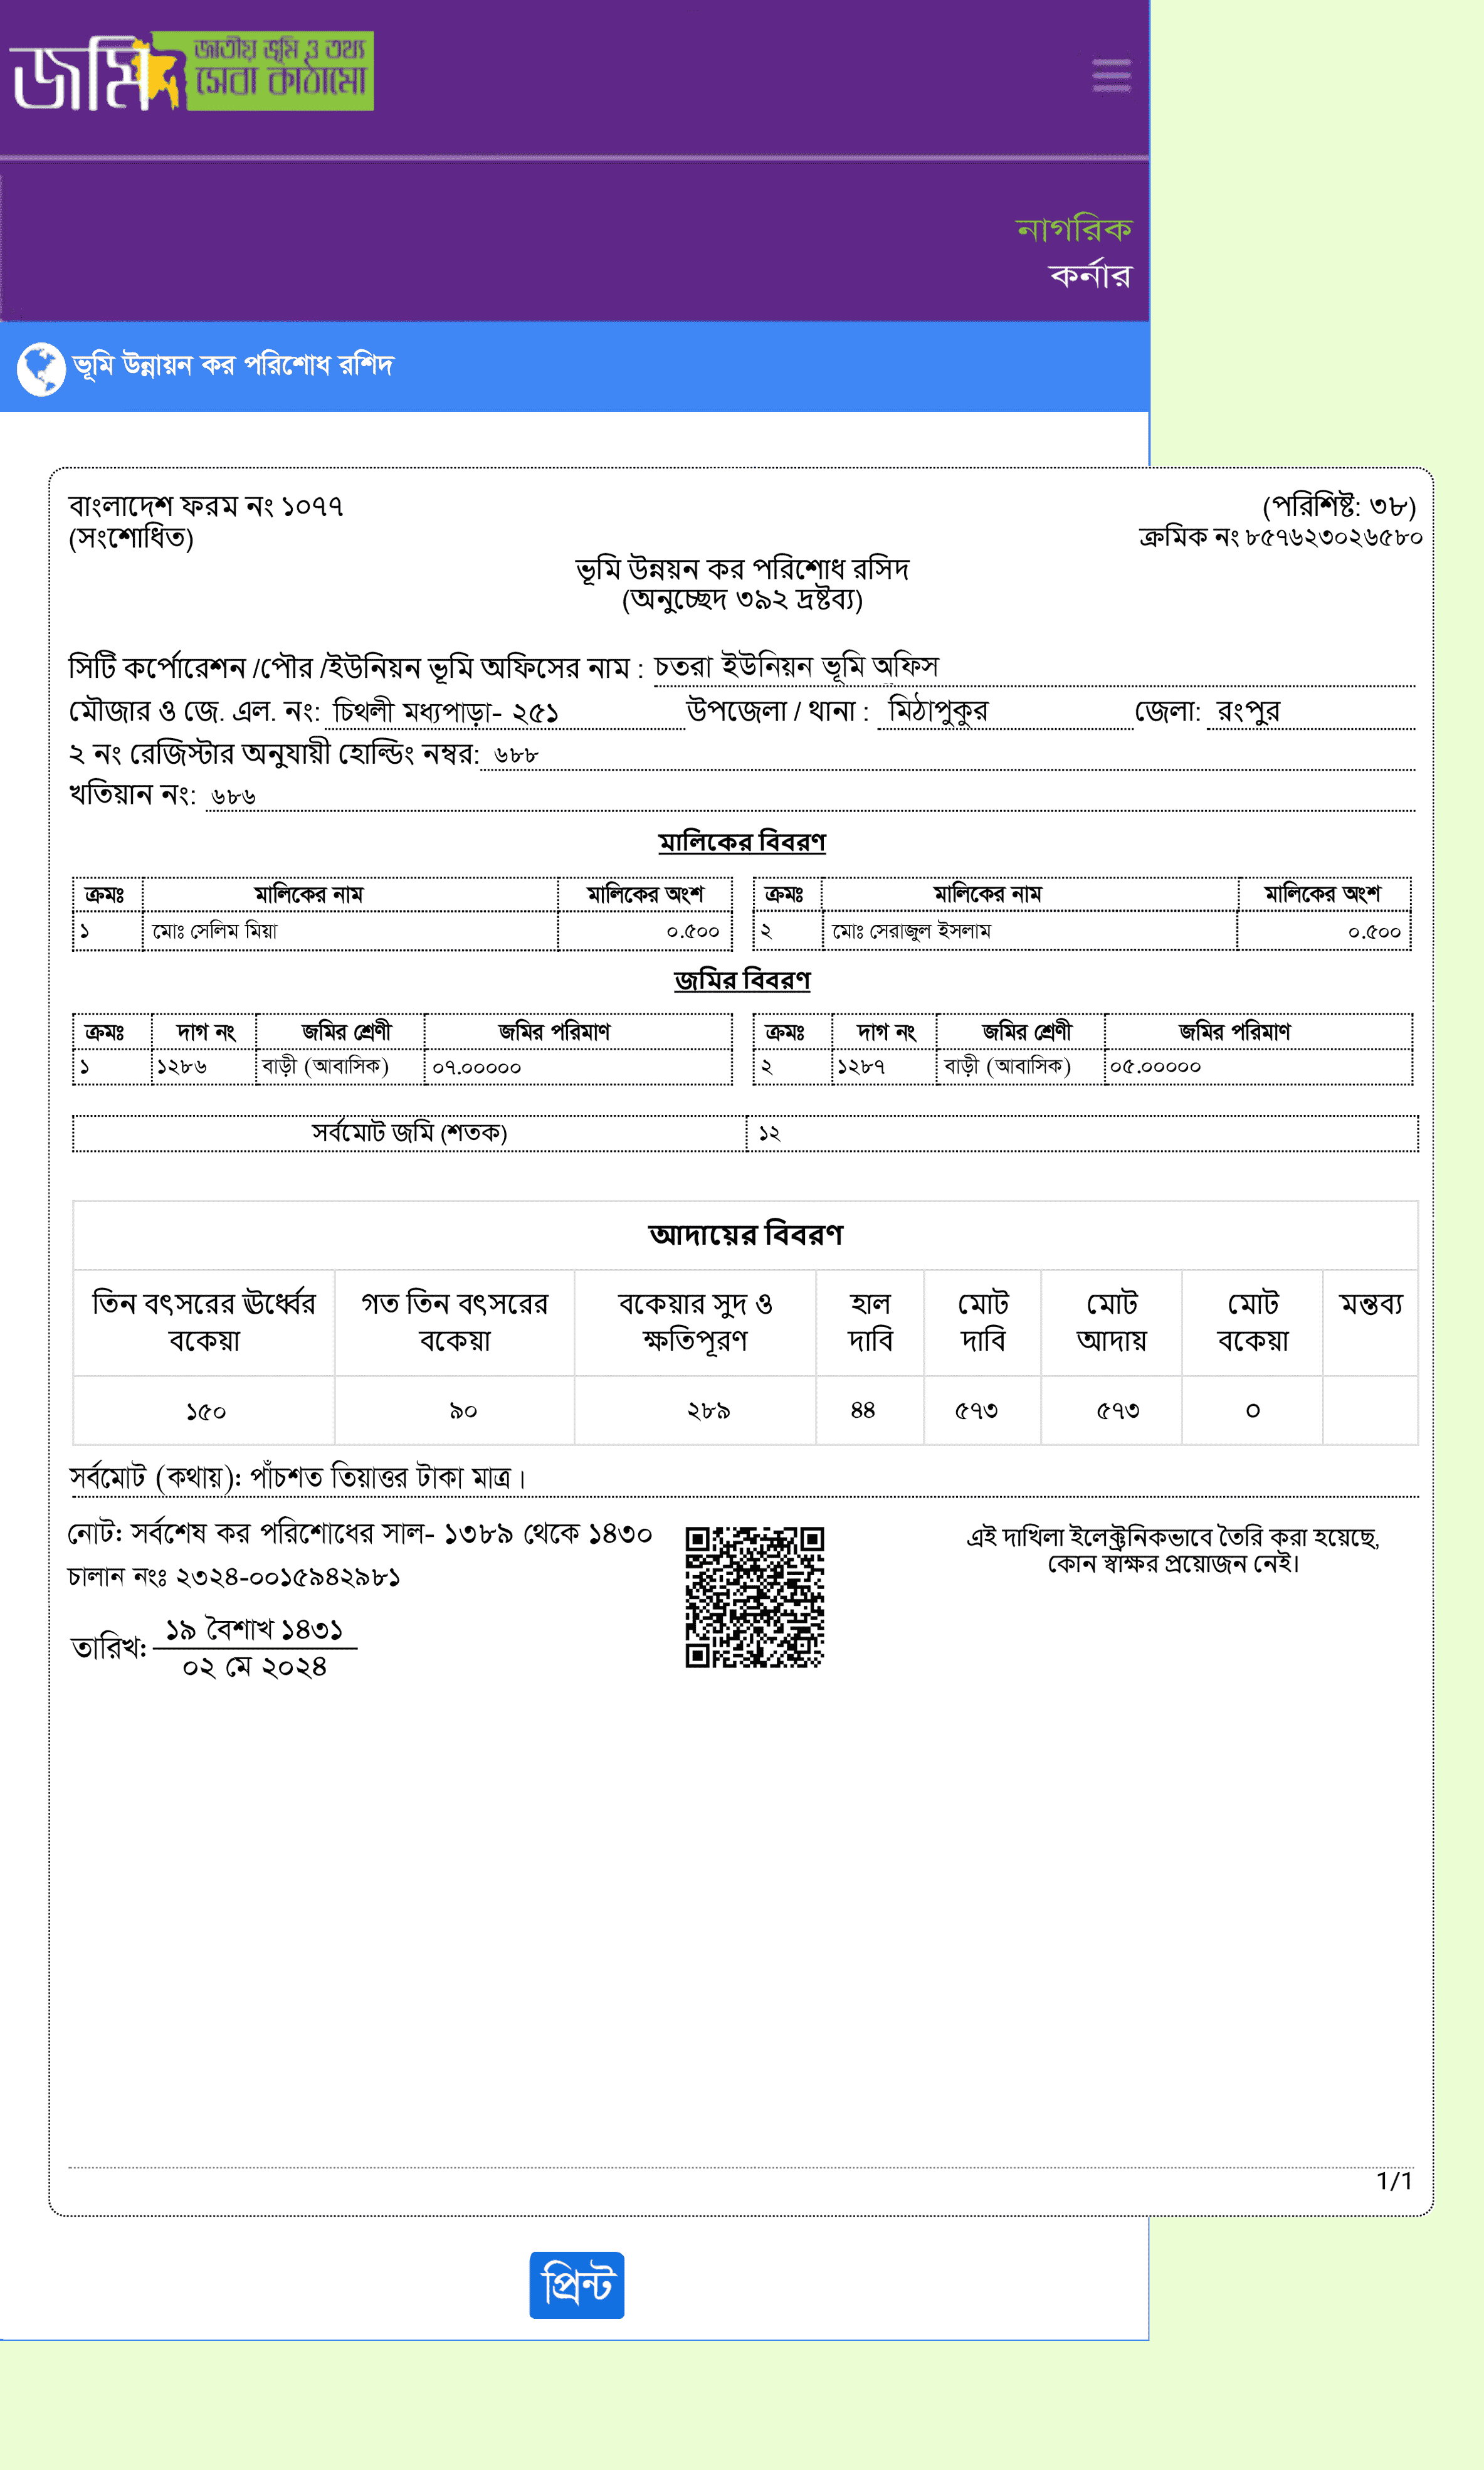 জমি জাতীয় ভূমি ও তথ্য
সেবা কাঠামো
নাগরিক
কর্নার
ভূমি উন্নায়ন কর পরিশোধ রশিদ
বাংলাদেশ ফরম নং ১০৭৭ (পরিশিষ্ট: ৩৮)
(সংশোধিত) ক্রমিক নং ৮৫৭৬২৩০২৬৫৮০
ভূমি উন্নয়ন কর পরিশোধ রসিদ
(অনুচ্ছেদ ৩৯২ দ্রষ্টব্য)
সিটি কর্পোরেশন /পৌর /ইউনিয়ন ভূমি অফিসের নাম : চতরা ইউনিয়ন ভূমি অফিস
মৌজার ও জে. এল. নং: চিথলী মধ্যপাড়া- ২৫১ উপজেলা / থানা : মিঠাপুকুর জেলা: রংপুর
২ নং রেজিস্টার অনুযায়ী হোল্ডিং নম্বর: ৬৮৮
খতিয়ান নং: ৬৮৬
মালিকের বিবরণ
ক্রমঃ মালিকের নাম মালিকের অংশ ক্রমঃ মালিকের নাম মালিকের অংশ
১ মোঃ সেলিম মিয়া ০.৫০০ ২ মোঃ সেরাজুল ইসলাম ০.৫০০
জমির বিবরণ
ক্রমঃ দাগ নং জমির শ্রেণী জমির পরিমাণ ক্রমঃ দাগ নং জমির শ্রেণী জমির পরিমাণ
১ ১২৮৬ বাড়ী (আবাসিক) ০৭.০০০০০ ২ ১২৮৭ বাড়ী (আবাসিক) ০৫.০০০০০
সর্বমোট জমি (শতক) ১২
আদায়ের বিবরণ
তিন বৎসরের ঊর্ধ্বের গত তিন বৎসরের বকেয়ার সুদ ও হাল মোট মোট মোট মন্তব্য
বকেয়া বকেয়া ক্ষতিপূরণ দাবি দাবি আদায় বকেয়া
১৫০ ৯০ ২৮৯ ৪৪ ৫৭৩ ৫৭৩ ০
সর্বমোট (কথায়): পাঁচশত তিয়াত্তর টাকা মাত্র।
নোট: সর্বশেষ কর পরিশোধের সাল- ১৩৮৯ থেকে ১৪৩০ এই দাখিলা ইলেক্ট্রনিকভাবে তৈরি করা হয়েছে,
চালান নংঃ ২৩২৪-০০১৫৯৪২৯৮১ কোন স্বাক্ষর প্রয়োজন নেই।
তারিখ: ১৯ বৈশাখ ১৪৩১
০২ মে ২০২৪
1/1
প্রিন্ট